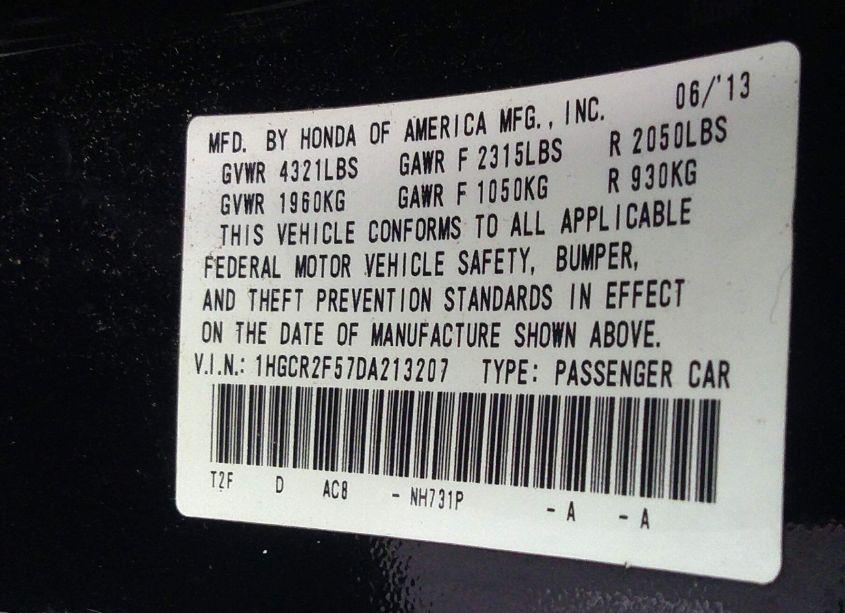 06/'13
MFD. BY HONDA OF AMERICA MFG., INC.
GVWR 4321LBS GAWR F 2315LBS R 2050LBS
GVWR 1960KG GAWR F 1050KG R 930KG
THIS VEHICLE CONFORMS TO ALL APPLICABLE
FEDERAL MOTOR VEHICLE SAFETY, BUMPER,
AND THEFT PREVENTION STANDARDS IN EFFECT
ON THE DATE OF MANUFACTURE SHOWN ABOVE.
V.I.N.: 1HGCR2F57DA213207 TYPE: PASSENGER CAR
T2F D AC8 - NH731P - A - A